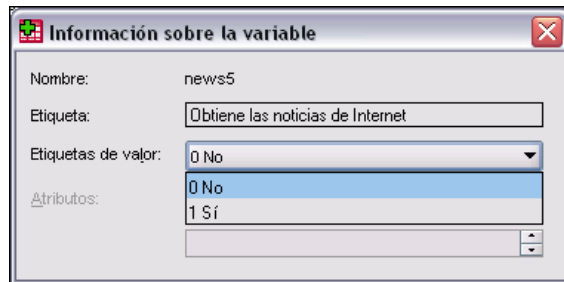 Información sobre la variable
Nombre: news5
Etiqueta: Obtiene las noticias de Internet
Etiquetas de valor: 0 No
0 No
1 Sí
Atributos: